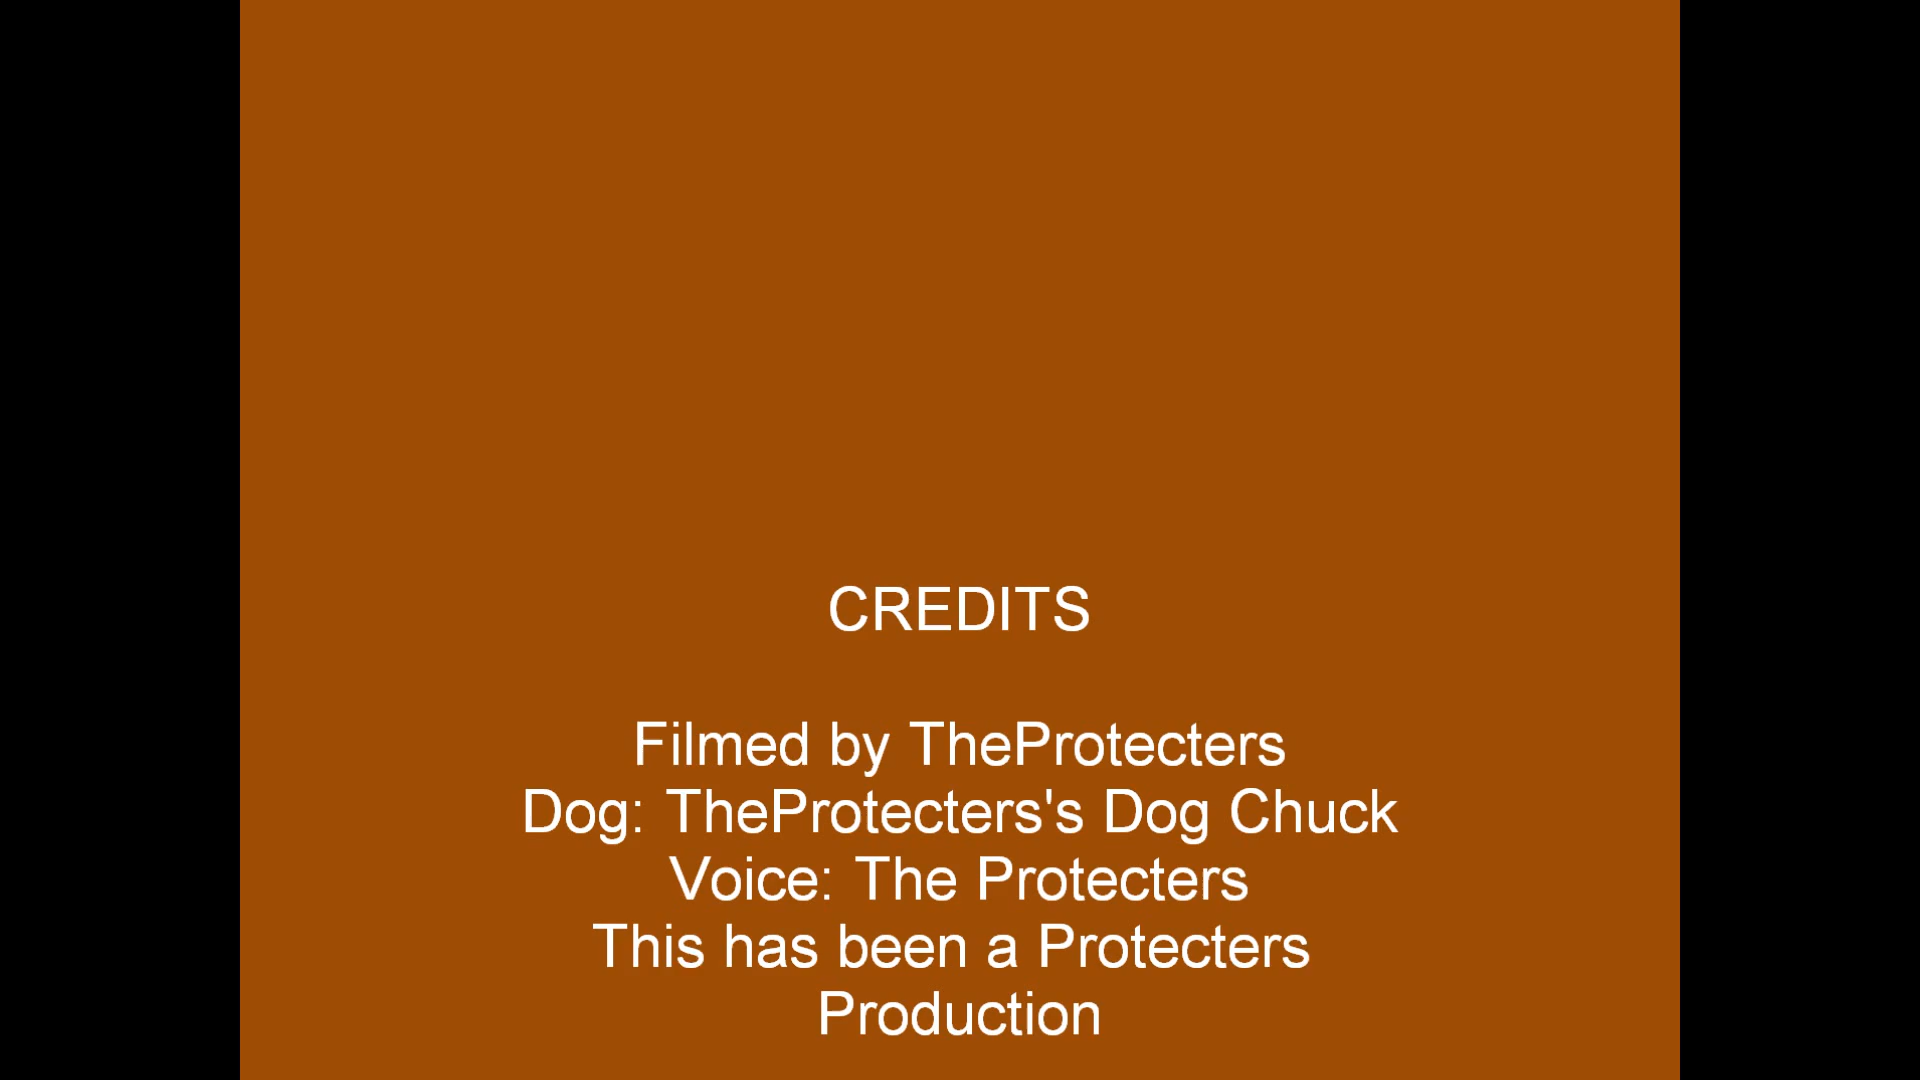 CREDITS
Filmed by TheProtecters
Dog: TheProtecters's Dog Chuck
Voice: The Protecters
This has been a Protecters
Production